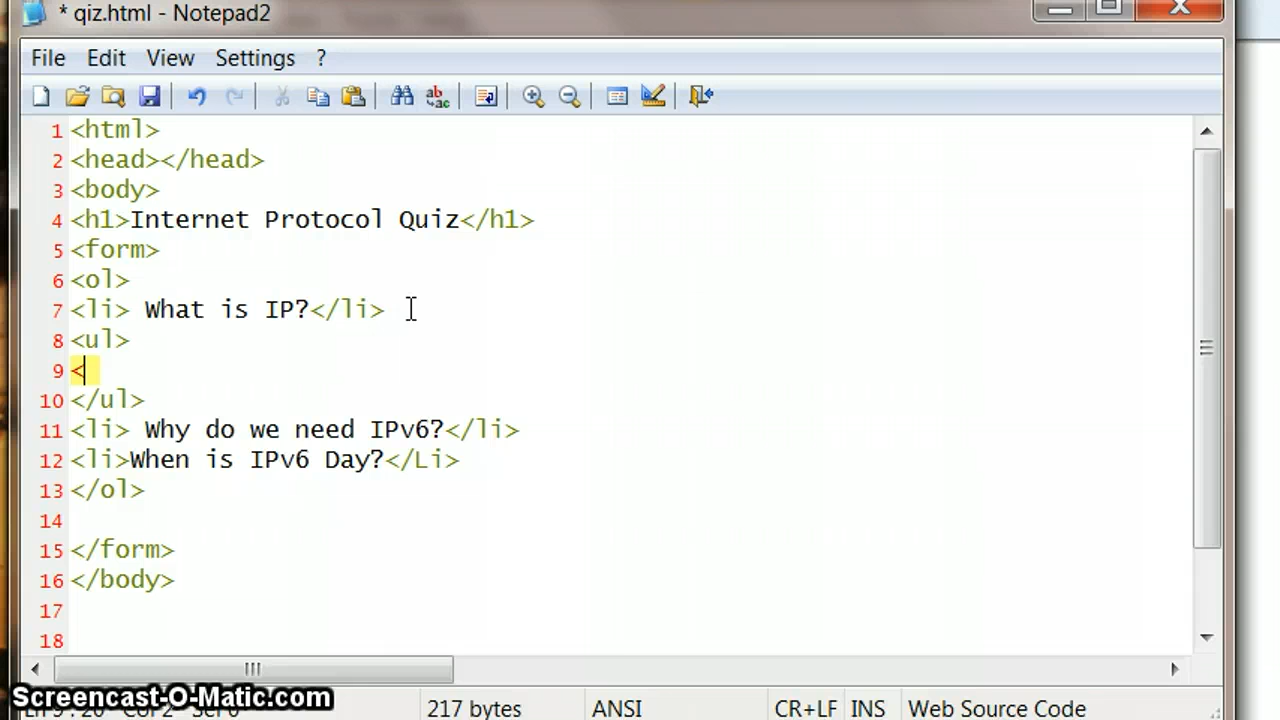 * qiz.html - Notepad2
File Edit View Settings ?
1 <html>
2 <head></head>
3 <body>
4 <h1>Internet Protocol Quiz</h1>
5 <form>
6 <ol>
7 <li> What is IP?</li>
8 <ul>
9 <
10 </ul>
11 <li> Why do we need IPv6?</li>
12 <li>When is IPv6 Day?</Li>
13 </ol>
14
15 </form>
16 </body>
17
18
Screencast-O-Matic.com
217 bytes ANSI CR+LF INS Web Source Code